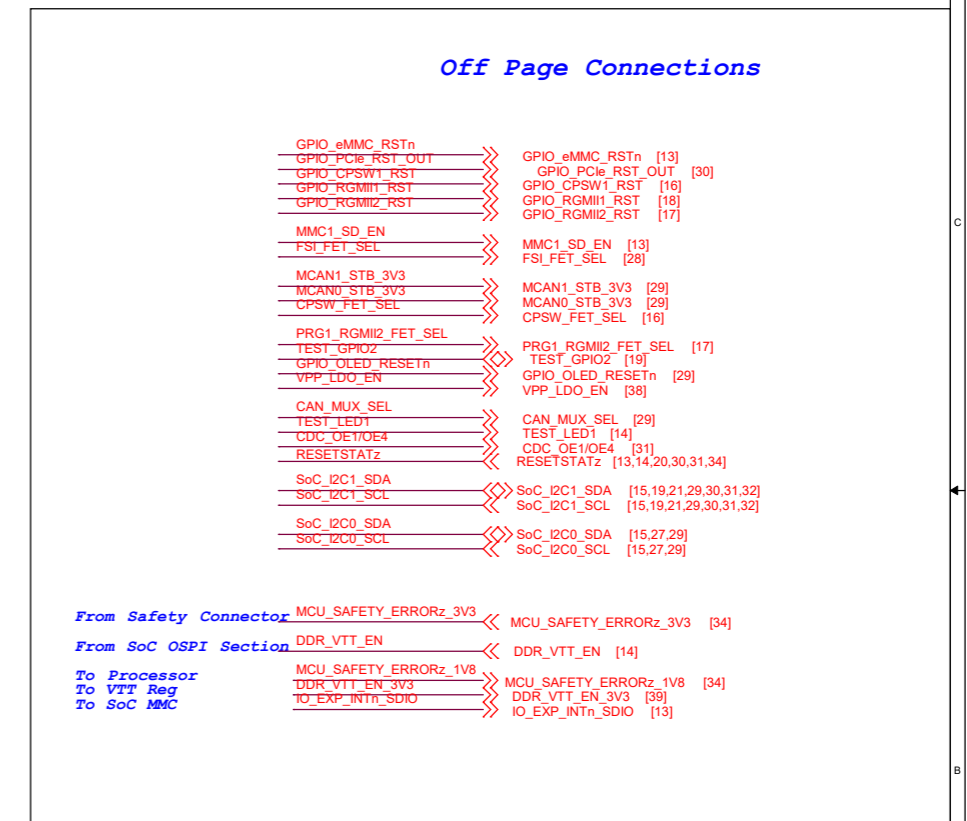 Off Page Connections
GPIO_eMMC_RSTn GPIO_eMMC_RSTn [13]
GPIO_PCIe_RST_OUT GPIO_PCIe_RST_OUT [30]
GPIO_CPSW1_RST GPIO_CPSW1_RST [16]
GPIO_RGMII1_RST GPIO_RGMII1_RST [18]
GPIO_RGMII2_RST GPIO_RGMII2_RST [17]
C
MMC1_SD_EN MMC1_SD_EN [13]
FSI_FET_SEL FSI_FET_SEL [28]
MCAN1_STB_3V3 MCAN1_STB_3V3 [29]
MCAN0_STB_3V3 MCAN0_STB_3V3 [29]
CPSW_FET_SEL CPSW_FET_SEL [16]
PRG1_RGMII2_FET_SEL PRG1_RGMII2_FET_SEL [17]
TEST_GPIO2 TEST_GPIO2 [19]
GPIO_OLED_RESETn GPIO_OLED_RESETn [29]
VPP_LDO_EN VPP_LDO_EN [38]
CAN_MUX_SEL CAN_MUX_SEL [29]
TEST_LED1 TEST_LED1 [14]
CDC_OE1/OE4 CDC_OE1/OE4 [31]
RESETSTATz RESETSTATz [13,14,20,30,31,34]
SoC_I2C1_SDA SoC_I2C1_SDA [15,19,21,29,30,31,32]
SoC_I2C1_SCL SoC_I2C1_SCL [15,19,21,29,30,31,32]
SoC_I2C0_SDA SoC_I2C0_SDA [15,27,29]
SoC_I2C0_SCL SoC_I2C0_SCL [15,27,29]
From Safety Connector MCU_SAFETY_ERRORz_3V3 MCU_SAFETY_ERRORz_3V3 [34]
From SoC OSPI Section DDR_VTT_EN DDR_VTT_EN [14]
To Processor MCU_SAFETY_ERRORz_1V8 MCU_SAFETY_ERRORz_1V8 [34]
To VTT Reg DDR_VTT_EN_3V3 DDR_VTT_EN_3V3 [39]
To SoC MMC IO_EXP_INTn_SDIO IO_EXP_INTn_SDIO [13]
B